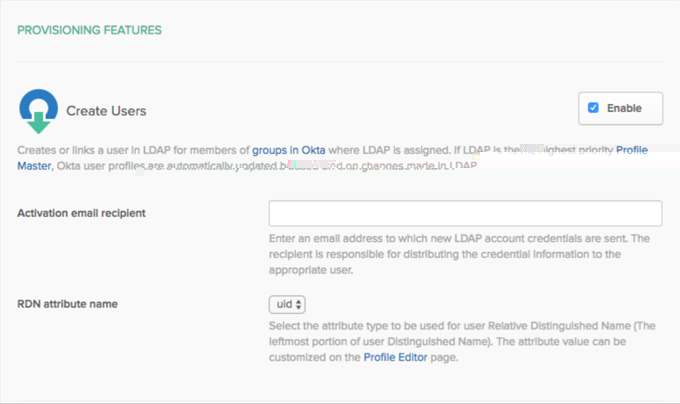 PROVISIONING FEATURES
Create Users
Enable
Creates or links a user in LDAP for members of groups in Okta where LDAP is assigned. If LDAP is the highest priority Profile
Master, Okta user profiles are automatically updated based on changes made in LDAP
Activation email recipient
Enter an email address to which new LDAP account credentials are sent. The
recipient is responsible for distributing the credential information to the
appropriate user.
RDN attribute name
uid
Select the attribute type to be used for user Relative Distinguished Name (The
leftmost portion of user Distinguished Name). The attribute value can be
customized on the Profile Editor page.